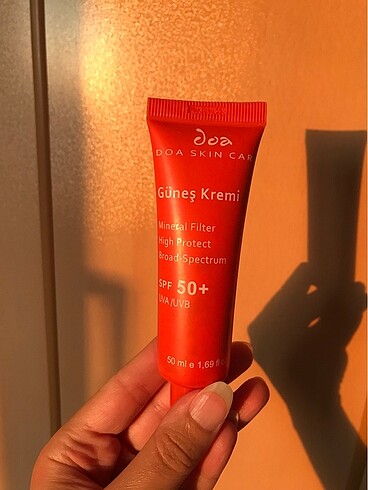 doa
DOA SKIN CAR
Güneş Kremi
Mineral Filter
High Protect
Broad-Spectrum
SPF 50+
UVA/UVB
50 ml e 1,69 fl